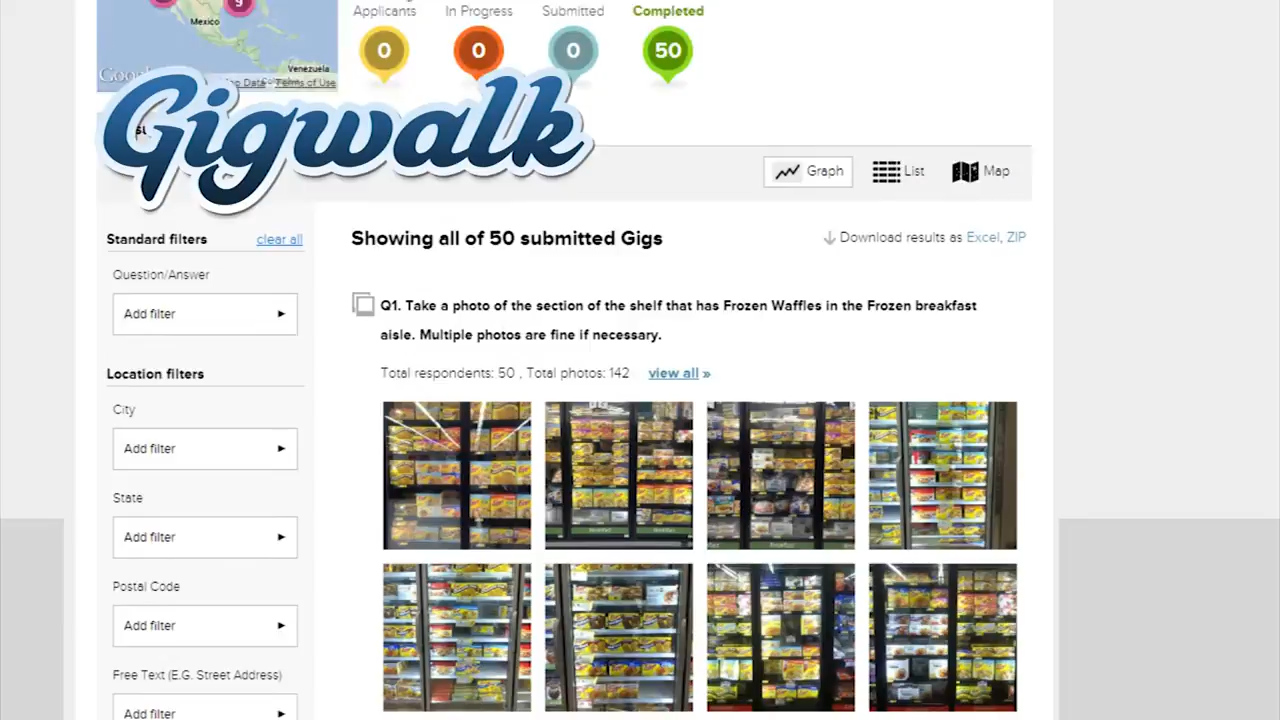 Applicants
In Progress
Submitted
Completed
9
Mexico
0
0
0
50
Venezuela
Terms of Use
Gigwalk
Graph
List
Map
Standard filters
clear all
Showing all of 50 submitted Gigs
Download results as Excel, ZIP
Question/Answer
Add filter
Q1. Take a photo of the section of the shelf that has Frozen Waffles in the Frozen breakfast
aisle. Multiple photos are fine if necessary.
Location filters
Total respondents: 50 , Total photos: 142 view all »
City
Add filter
State
Add filter
Postal Code
Add filter
Free Text (E.G. Street Address)
Add filter